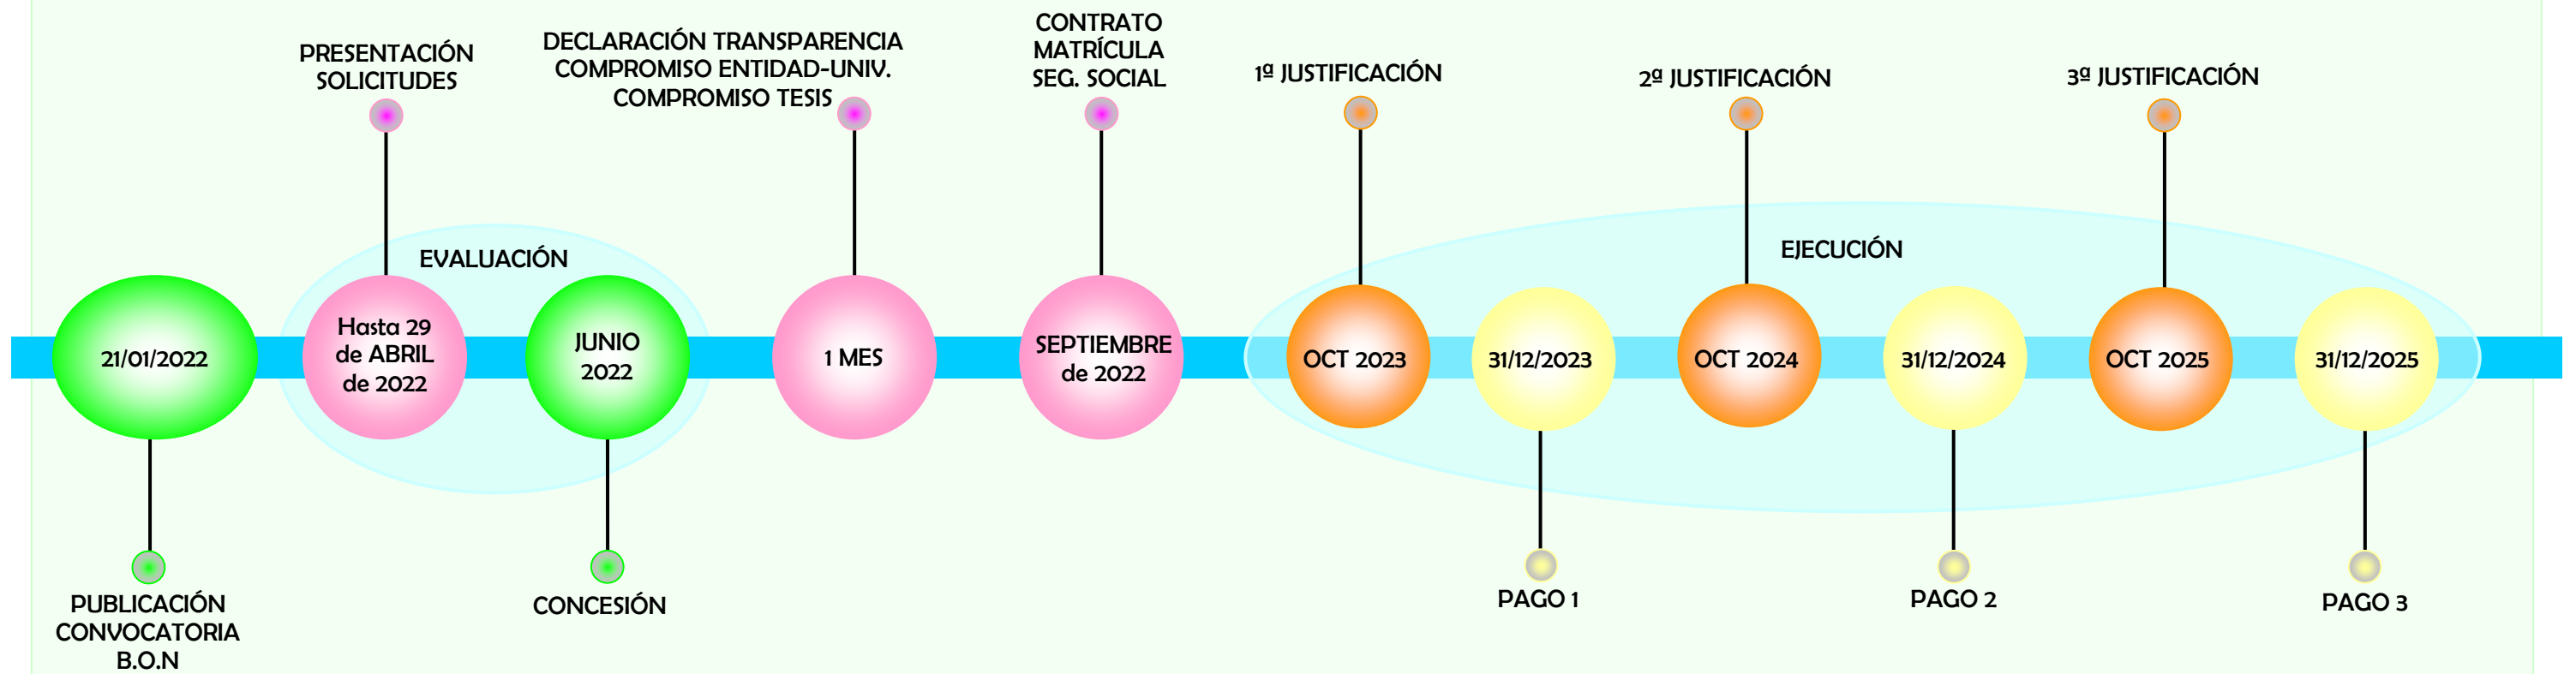 PRESENTACIÓN
SOLICITUDES
DECLARACIÓN TRANSPARENCIA
COMPROMISO ENTIDAD-UNIV.
COMPROMISO TESIS
CONTRATO
MATRÍCULA
SEG. SOCIAL
1ª JUSTIFICACIÓN
2ª JUSTIFICACIÓN
3ª JUSTIFICACIÓN
EVALUACIÓN
EJECUCIÓN
21/01/2022
Hasta 29
de ABRIL
de 2022
JUNIO
2022
1 MES
SEPTIEMBRE
de 2022
OCT 2023
31/12/2023
OCT 2024
31/12/2024
OCT 2025
31/12/2025
PUBLICACIÓN
CONVOCATORIA
B.O.N
CONCESIÓN
PAGO 1
PAGO 2
PAGO 3